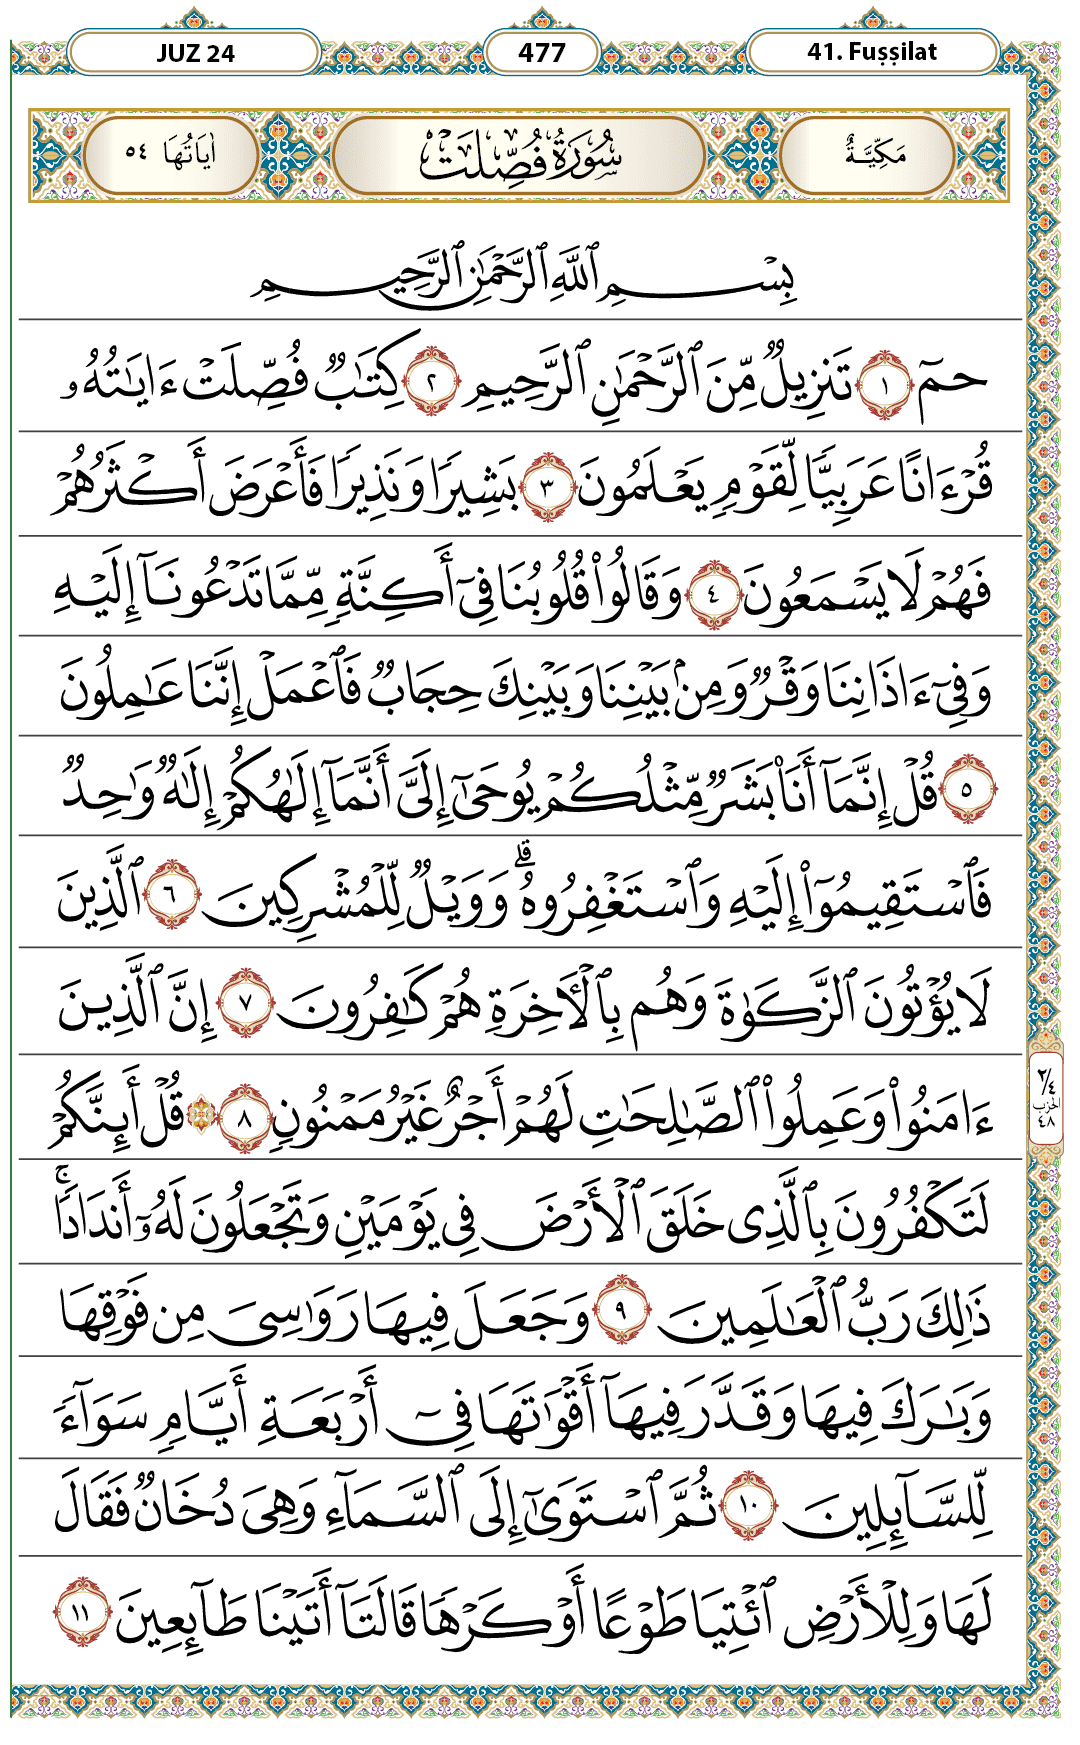 JUZ 24
477
41. Fuṣṣilat
مَكِّيَّةٌ
سُورَةُ فُصِّلَتْ
اٰيَاتُهَا ٥٤
بِسْمِ ٱللَّهِ ٱلرَّحْمَٰنِ ٱلرَّحِيمِ
حمٓ ١ تَنزِيلٌ مِّنَ ٱلرَّحْمَٰنِ ٱلرَّحِيمِ ٢ كِتَٰبٌ فُصِّلَتْ ءَايَٰتُهُۥ
قُرْءَانًا عَرَبِيًّا لِّقَوْمٍ يَعْلَمُونَ ٣ بَشِيرًا وَنَذِيرًا فَأَعْرَضَ أَكْثَرُهُمْ
فَهُمْ لَا يَسْمَعُونَ ٤ وَقَالُوا۟ قُلُوبُنَا فِىٓ أَكِنَّةٍ مِّمَّا تَدْعُونَآ إِلَيْهِ
وَفِىٓ ءَاذَانِنَا وَقْرٌ وَمِنۢ بَيْنِنَا وَبَيْنِكَ حِجَابٌ فَٱعْمَلْ إِنَّنَا عَٰمِلُونَ
٥ قُلْ إِنَّمَآ أَنَا۠ بَشَرٌ مِّثْلُكُمْ يُوحَىٰٓ إِلَىَّ أَنَّمَآ إِلَٰهُكُمْ إِلَٰهٌ وَٰحِدٌ
فَٱسْتَقِيمُوٓا۟ إِلَيْهِ وَٱسْتَغْفِرُوهُ ۗ وَوَيْلٌ لِّلْمُشْرِكِينَ ٦ ٱلَّذِينَ
لَا يُؤْتُونَ ٱلزَّكَوٰةَ وَهُم بِٱلْءَاخِرَةِ هُمْ كَٰفِرُونَ ٧ إِنَّ ٱلَّذِينَ
ءَامَنُوا۟ وَعَمِلُوا۟ ٱلصَّٰلِحَٰتِ لَهُمْ أَجْرٌ غَيْرُ مَمْنُونٍ ٨ ۞ قُلْ أَئِنَّكُمْ
٢/٤
الحزب
٤٨
لَتَكْفُرُونَ بِٱلَّذِى خَلَقَ ٱلْأَرْضَ فِى يَوْمَيْنِ وَتَجْعَلُونَ لَهُۥٓ أَندَادًا ۚ
ذَٰلِكَ رَبُّ ٱلْعَٰلَمِينَ ٩ وَجَعَلَ فِيهَا رَوَٰسِىَ مِن فَوْقِهَا
وَبَٰرَكَ فِيهَا وَقَدَّرَ فِيهَآ أَقْوَٰتَهَا فِىٓ أَرْبَعَةِ أَيَّامٍ سَوَآءً
لِّلسَّآئِلِينَ ١٠ ثُمَّ ٱسْتَوَىٰٓ إِلَى ٱلسَّمَآءِ وَهِىَ دُخَانٌ فَقَالَ
لَهَا وَلِلْأَرْضِ ٱئْتِيَا طَوْعًا أَوْ كَرْهًا قَالَتَآ أَتَيْنَا طَآئِعِينَ ١١